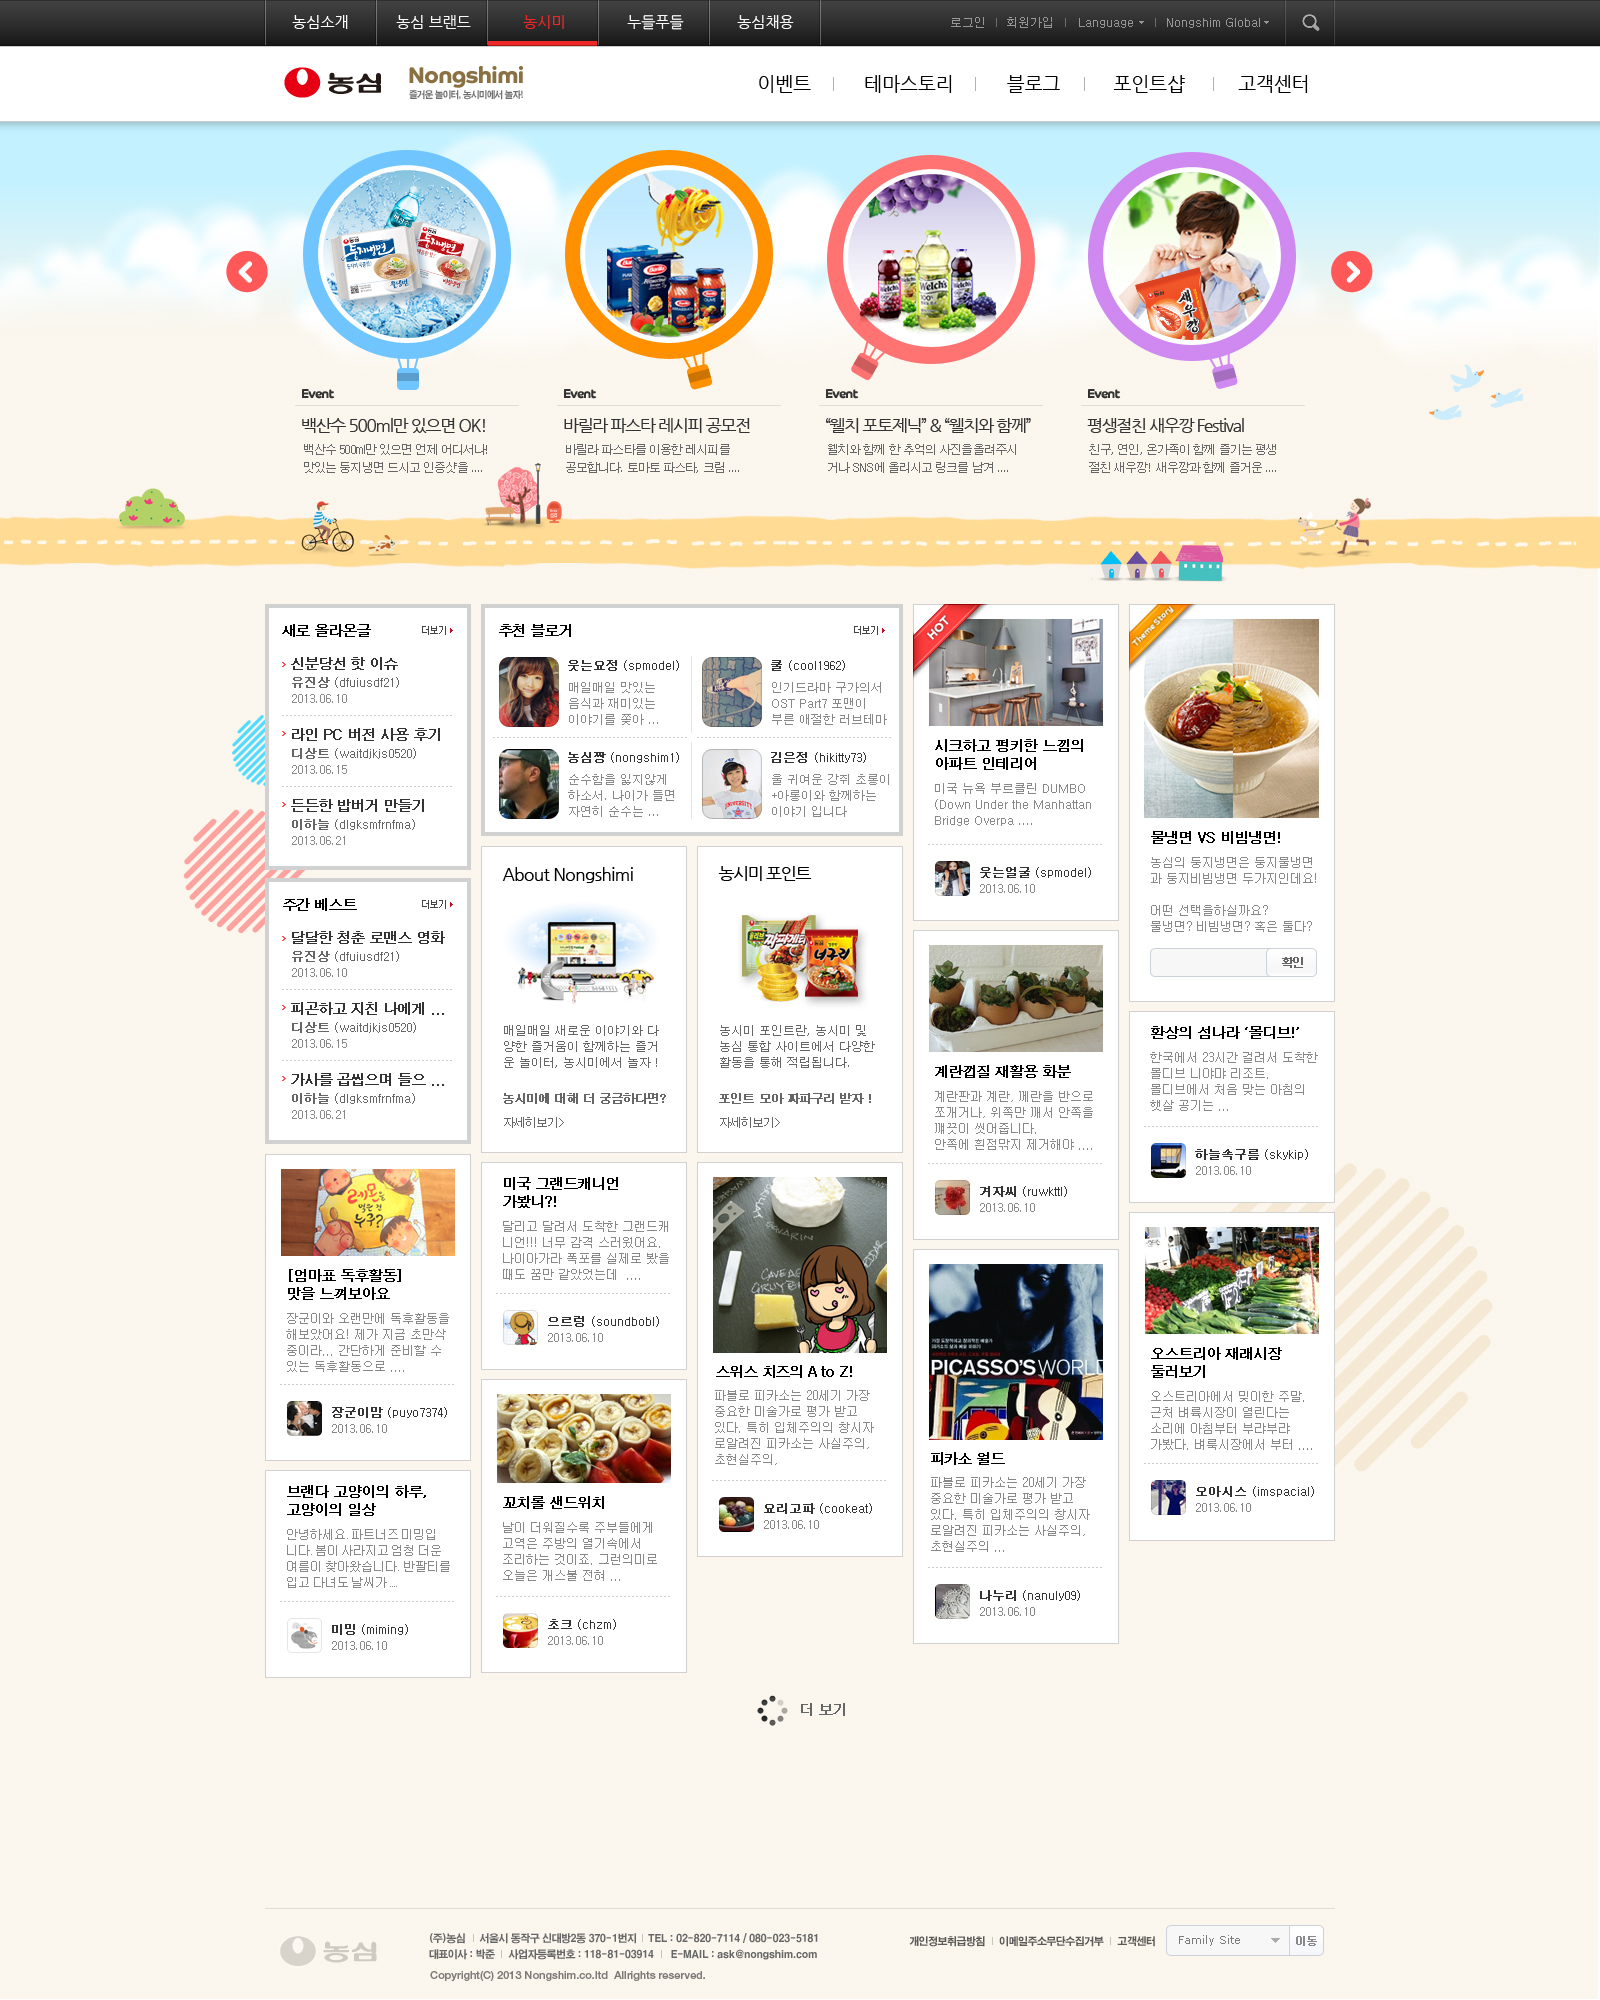 농심소개 농심 브랜드 농시미 누들푸들 농심채용 로그인 회원가입 Language Nongshim Global
농심 Nongshimi
즐거운 놀이터, 농시미에서 놀자!
이벤트 테마스토리 블로그 포인트샵 고객센터
Event
백산수 500ml만 있으면 OK!
백산수 500ml만 있으면 언제 어디서나!
맛있는 둥지냉면 드시고 인증샷을 ....
Event
바릴라 파스타 레시피 공모전
바릴라 파스타를 이용한 레시피를
공모합니다. 토마토 파스타, 크림 ....
Event
“웰치 포토제닉” & “웰치와 함께”
웰치와 함께 한 추억의 사진을 올려주시
거나 SNS에 올리시고 링크를 남겨 ....
Event
평생절친 새우깡 Festival
친구, 연인, 온가족이 함께 즐기는 평생
절친 새우깡! 새우깡과 함께 즐거운 ....
둥지냉면
둥지냉면
Barilla
Welch's
새우깡
새로 올라온글 더보기
신분당선 핫 이슈
유진상 (dfuiusdf21)
2013.06.10
라인 PC 버전 사용 후기
디상트 (waitdjkjs0520)
2013.06.15
든든한 밥버거 만들기
이하늘 (dlgksmfrnfma)
2013.06.21
주간 베스트 더보기
달달한 청춘 로맨스 영화
유진상 (dfuiusdf21)
2013.06.10
피곤하고 지친 나에게 ...
디상트 (waitdjkjs0520)
2013.06.15
가사를 곱씹으며 들으 ...
이하늘 (dlgksmfrnfma)
2013.06.21
레몬을
먹은 건
누구?
[엄마표 독후활동]
맛을 느껴보아요
장군이와 오랜만에 독후활동을
해보았어요! 제가 지금 초만삭
중이라... 간단하게 준비할 수
있는 독후활동으로 ....
장군이맘 (puyo7374)
2013.06.10
브랜다 고양이의 하루,
고양이의 일상
안녕하세요. 파트너즈 미밍입
니다. 봄이 사라지고 엄청 더운
여름이 찾아왔습니다. 반팔티를
입고 다녀도 날씨가 ....
미밍 (miming)
2013.06.10
추천 블로거 더보기
웃는요정 (spmodel)
매일매일 맛있는
음식과 재미있는
이야기를 쫒아 ...
쿨 (cool1962)
인기드라마 구가의서
OST Part7 포맨이
부른 애절한 러브테마
농심짱 (nongshim1)
순수함을 잃지않게
하소서. 나이가 들면
자연히 순수는 ...
김은정 (hikitty73)
울 귀여운 강쥐 초롱이
+아롱이와 함께하는
이야기 입니다
About Nongshimi
매일매일 새로운 이야기와 다
양한 즐거움이 함께하는 즐거
운 놀이터, 농시미에서 놀자 !
농시미에 대해 더 궁금하다면?
자세히보기>
농시미 포인트
짜파게티
너구리
농시미 포인트란, 농시미 및
농심 통합 사이트에서 다양한
활동을 통해 적립됩니다.
포인트 모아 짜파구리 받자 !
자세히보기>
미국 그랜드캐니언
가봤니?!
달리고 달려서 도착한 그랜드캐
니언!!! 너무 감격 스러웠어요.
나이아가라 폭포를 실제로 봤을
때도 꿈만 같았었는데 ....
으르렁 (soundbobl)
2013.06.10
꼬치롤 샌드위치
날이 더워질수록 주부들에게
고역은 주방의 열기속에서
조리하는 것이죠. 그런의미로
오늘은 개스불 전혀 ...
초크 (chzm)
2013.06.10
스위스 치즈의 A to Z!
파블로 피카소는 20세기 가장
중요한 미술가로 평가 받고
있다. 특히 입체주의의 창시자
로알려진 피카소는 사실주의,
초현실주의,
요리고파 (cookeat)
2013.06.10
HOT
시크하고 펑키한 느낌의
아파트 인테리어
미국 뉴욕 부르클린 DUMBO
(Down Under the Manhattan
Bridge Overpa ....
웃는얼굴 (spmodel)
2013.06.10
계란껍질 재활용 화분
계란판과 계란, 께란을 반으로
쪼개거나, 위쪽만 깨서 안쪽을
깨끗이 씻어줍니다.
안쪽에 흰점막지 제거해야 ....
겨자씨 (ruwkttl)
2013.06.10
PICASSO'S WORLD
피카소 월드
파블로 피카소는 20세기 가장
중요한 미술가로 평가 받고
있다. 특히 입체주의의 창시자
로알려진 피카소는 사실주의,
초현실주의 ...
나누리 (nanuly09)
2013.06.10
Theme Story
물냉면 VS 비빔냉면!
농심의 둥지냉면은 둥지물냉면
과 둥지비빔냉면 두가지인데요!
어떤 선택을하실까요?
물냉면? 비빔냉면? 혹은 둘다?
확인
환상의 섬나라 ‘몰디브!’
한국에서 23시간 걸려서 도착한
몰디브 니야먀 리조트.
몰디브에서 처음 맞는 아침의
햇살 공기는 ...
하늘속구름 (skykip)
2013.06.10
오스트리아 재래시장
둘러보기
오스트리아에서 맞이한 주말.
근처 벼륙시장이 열린다는
소리에 아침부터 부랴부랴
가봤다. 벼룩시장에서 부터 ....
오아시스 (imspacial)
2013.06.10
더 보기
농심
(주)농심 서울시 동작구 신대방2동 370-1번지 TEL : 02-820-7114 / 080-023-5181
대표이사 : 박준 사업자등록번호 : 118-81-03914 E-MAIL : ask@nongshim.com
Copyright(C) 2013 Nongshim.co.ltd Allrights reserved.
개인정보취급방침 이메일주소무단수집거부 고객센터 Family Site 이동